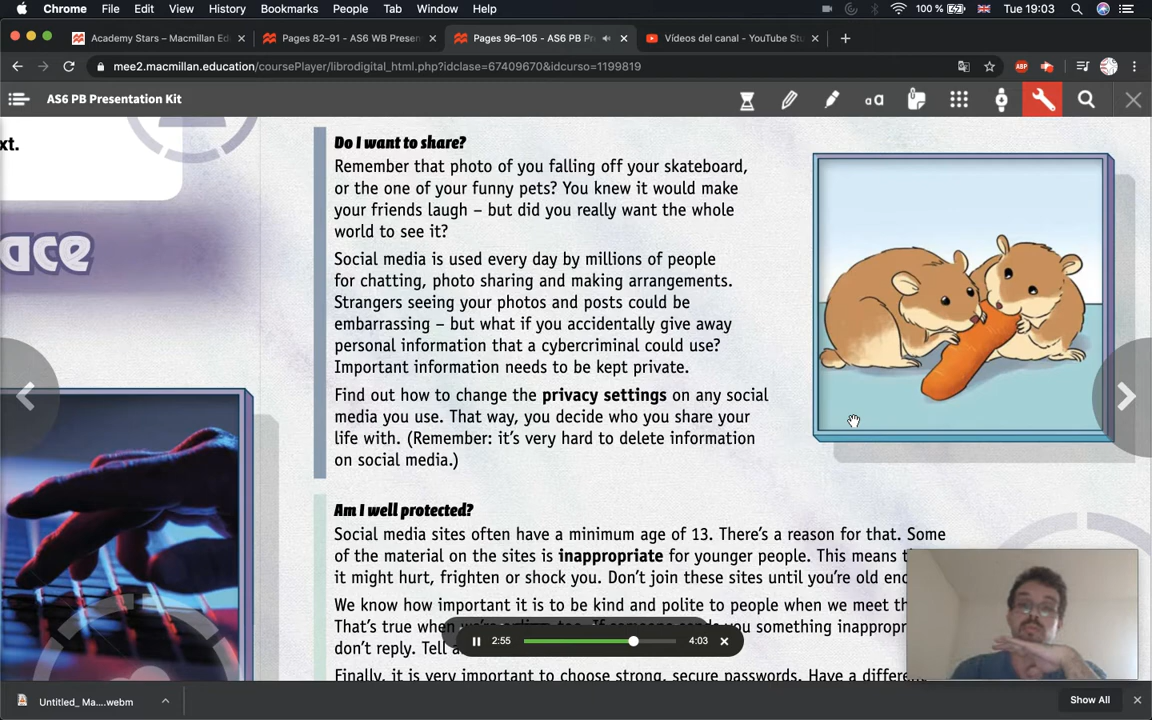 Chrome File Edit View History Bookmarks People Tab Window Help 100 % Tue 19:03
Academy Stars – Macmillan Ed Pages 82–91 - AS6 WB Presen Pages 96–105 - AS6 PB Pr Vídeos del canal - YouTube Stu
mee2.macmillan.education/coursePlayer/librodigital_html.php?idclase=67409670&idcurso=1199819 ABP
AS6 PB Presentation Kit aA
xt.
ace
Do I want to share?
Remember that photo of you falling off your skateboard,
or the one of your funny pets? You knew it would make
your friends laugh – but did you really want the whole
world to see it?
Social media is used every day by millions of people
for chatting, photo sharing and making arrangements.
Strangers seeing your photos and posts could be
embarrassing – but what if you accidentally give away
personal information that a cybercriminal could use?
Important information needs to be kept private.
Find out how to change the privacy settings on any social
media you use. That way, you decide who you share your
life with. (Remember: it's very hard to delete information
on social media.)
Am I well protected?
Social media sites often have a minimum age of 13. There's a reason for that. Some
of the material on the sites is inappropriate for younger people. This means
it might hurt, frighten or shock you. Don't join these sites until you're old
We know how important it is to be kind and polite to people when we meet
That's true when you something
don't reply. Tell
Finally, it is very important to choose strong, secure passwords. Have a
2:55 4:03
Untitled_ Ma....webm Show All